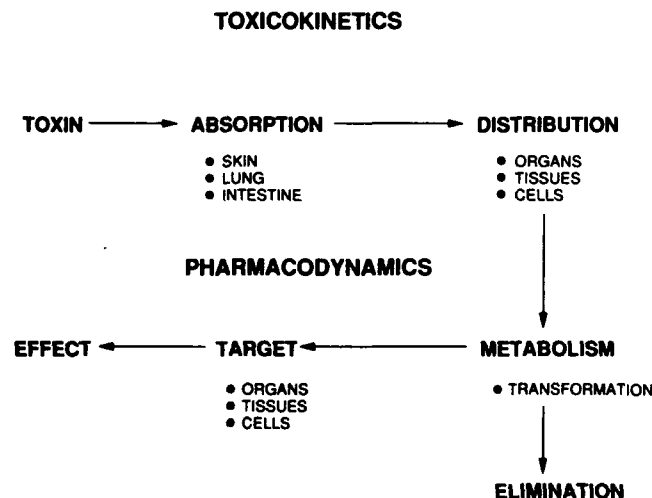 TOXICOKINETICS
TOXIN ABSORPTION DISTRIBUTION
● SKIN
● LUNG
● INTESTINE
● ORGANS
● TISSUES
● CELLS
PHARMACODYNAMICS
EFFECT TARGET METABOLISM
● ORGANS
● TISSUES
● CELLS
● TRANSFORMATION
ELIMINATION